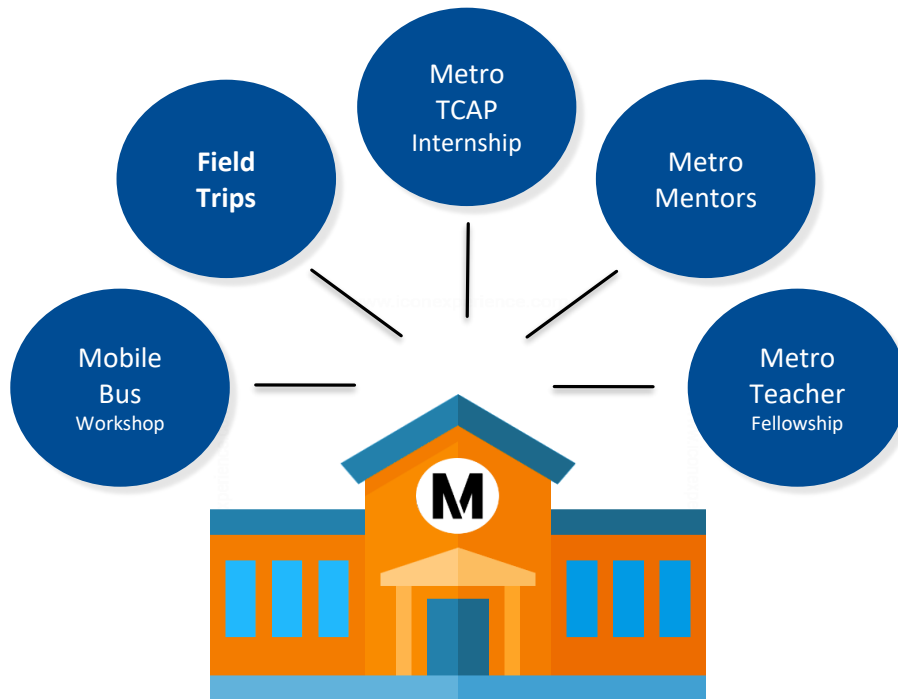 Metro
TCAP
Internship
Field
Trips
Metro
Mentors
Mobile
Bus
Workshop
Metro
Teacher
Fellowship
M